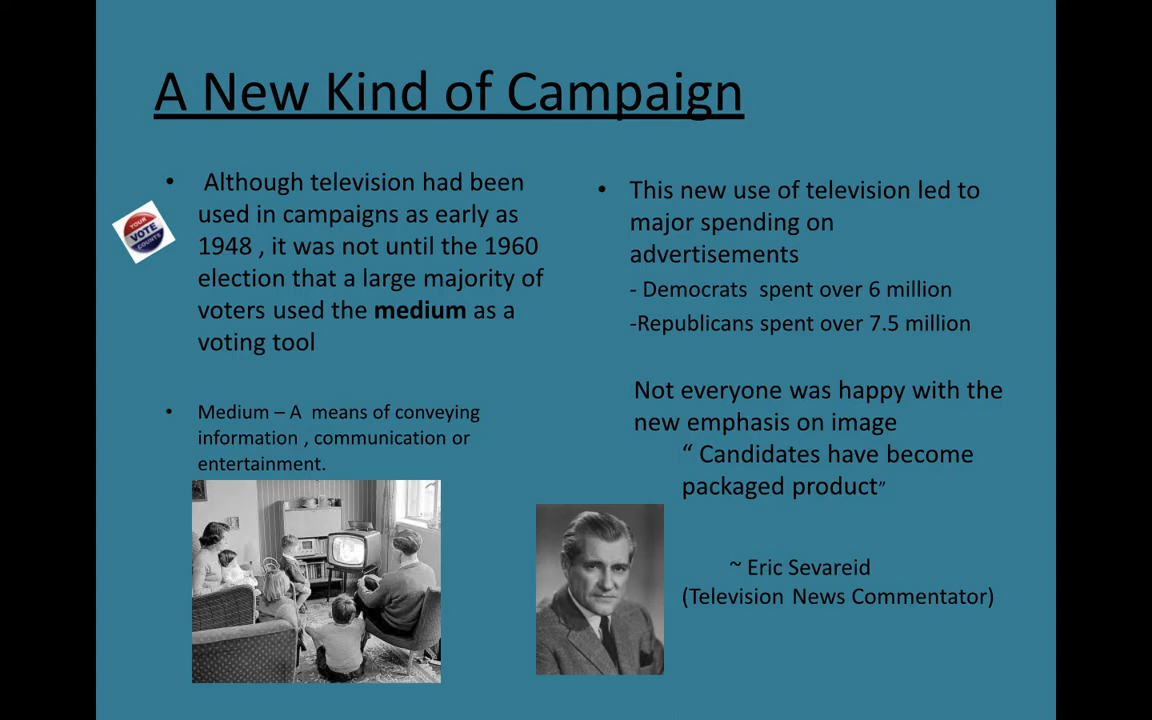 A New Kind of Campaign
• Although television had been
used in campaigns as early as
1948 , it was not until the 1960
election that a large majority of
voters used the medium as a
voting tool
YOUR
VOTE
COUNTS
• Medium – A means of conveying
information , communication or
entertainment.
• This new use of television led to
major spending on
advertisements
- Democrats spent over 6 million
-Republicans spent over 7.5 million
Not everyone was happy with the
new emphasis on image
“ Candidates have become
packaged product”
~ Eric Sevareid
(Television News Commentator)